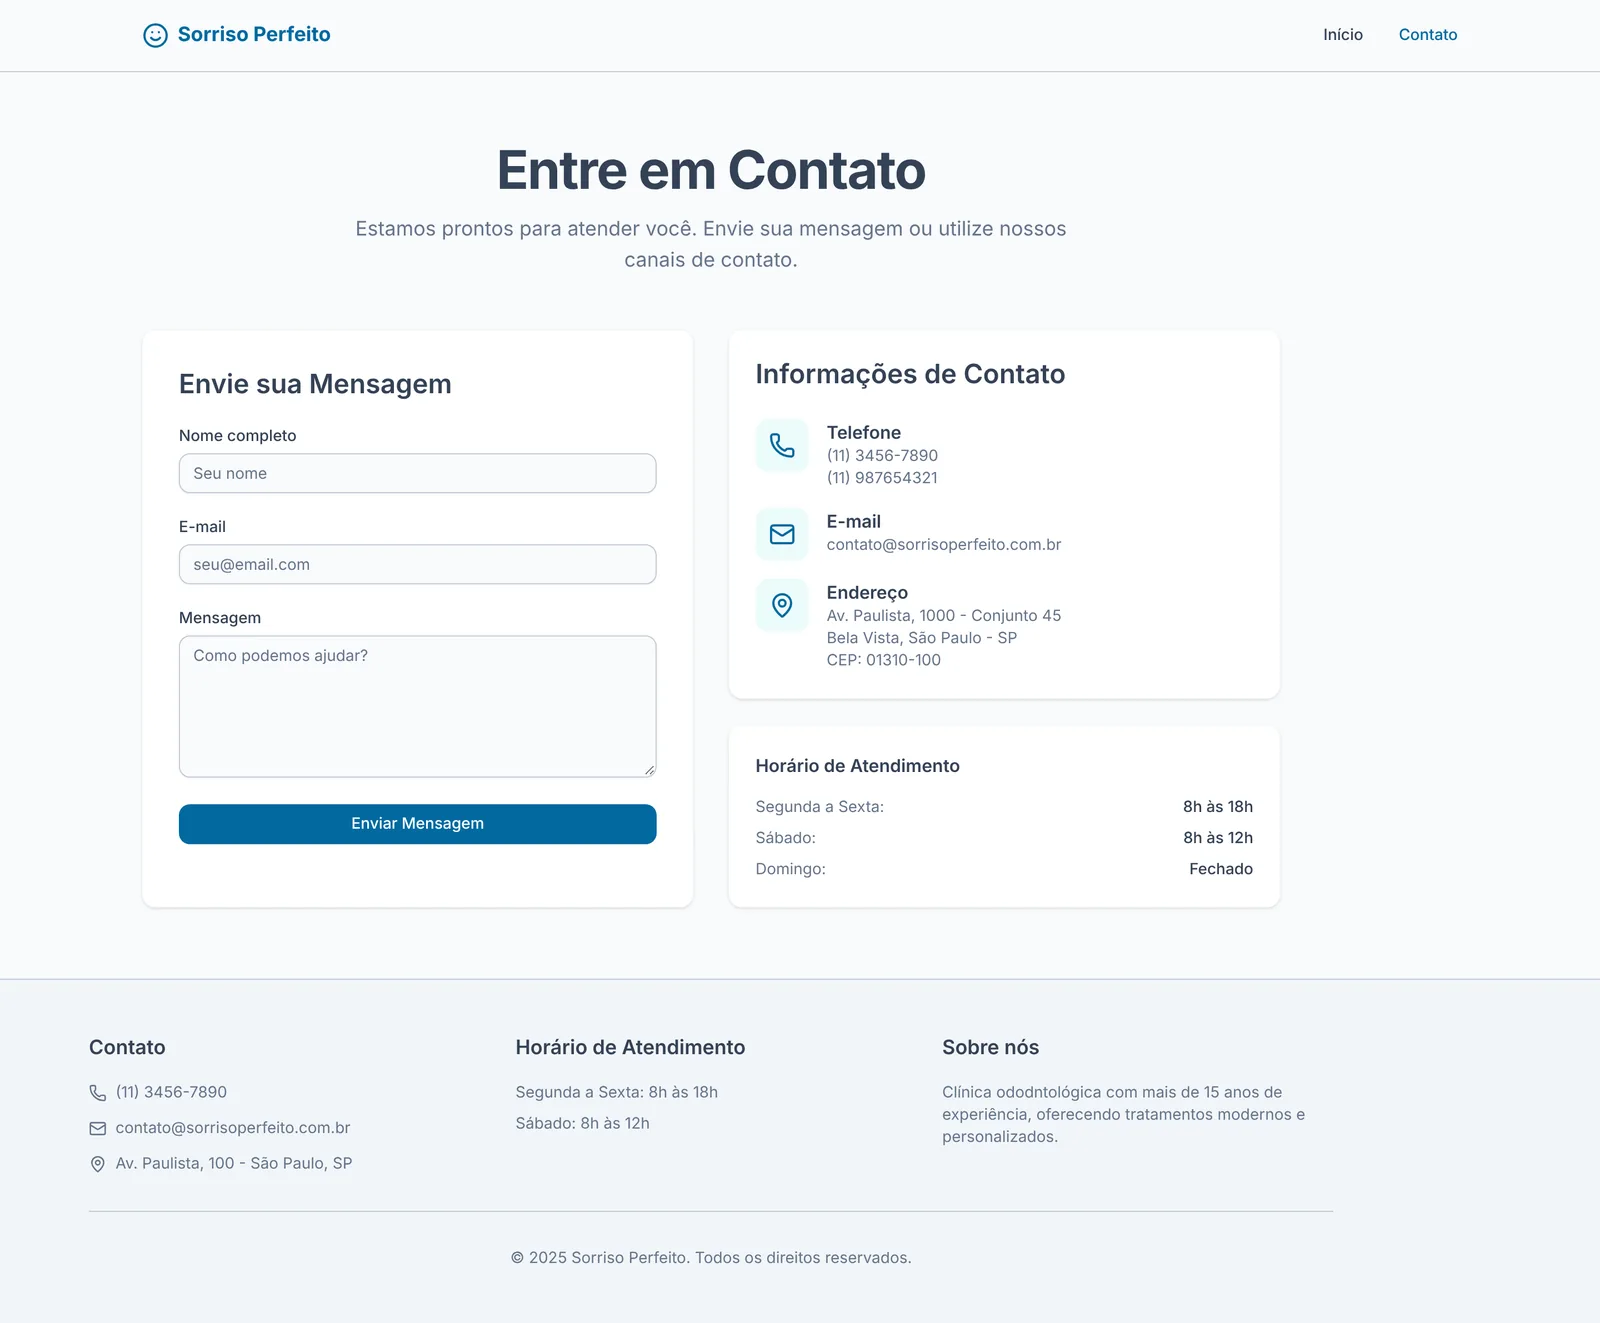 Sorriso Perfeito
Início
Contato
Entre em Contato
Estamos prontos para atender você. Envie sua mensagem ou utilize nossos
canais de contato.
Envie sua Mensagem
Nome completo
Seu nome
E-mail
seu@email.com
Mensagem
Como podemos ajudar?
Enviar Mensagem
Informações de Contato
Telefone
(11) 3456-7890
(11) 987654321
E-mail
contato@sorrisoperfeito.com.br
Endereço
Av. Paulista, 1000 - Conjunto 45
Bela Vista, São Paulo - SP
CEP: 01310-100
Horário de Atendimento
Segunda a Sexta: 8h às 18h
Sábado: 8h às 12h
Domingo: Fechado
Contato
(11) 3456-7890
contato@sorrisoperfeito.com.br
Av. Paulista, 100 - São Paulo, SP
Horário de Atendimento
Segunda a Sexta: 8h às 18h
Sábado: 8h às 12h
Sobre nós
Clínica ododntológica com mais de 15 anos de
experiência, oferecendo tratamentos modernos e
personalizados.
© 2025 Sorriso Perfeito. Todos os direitos reservados.